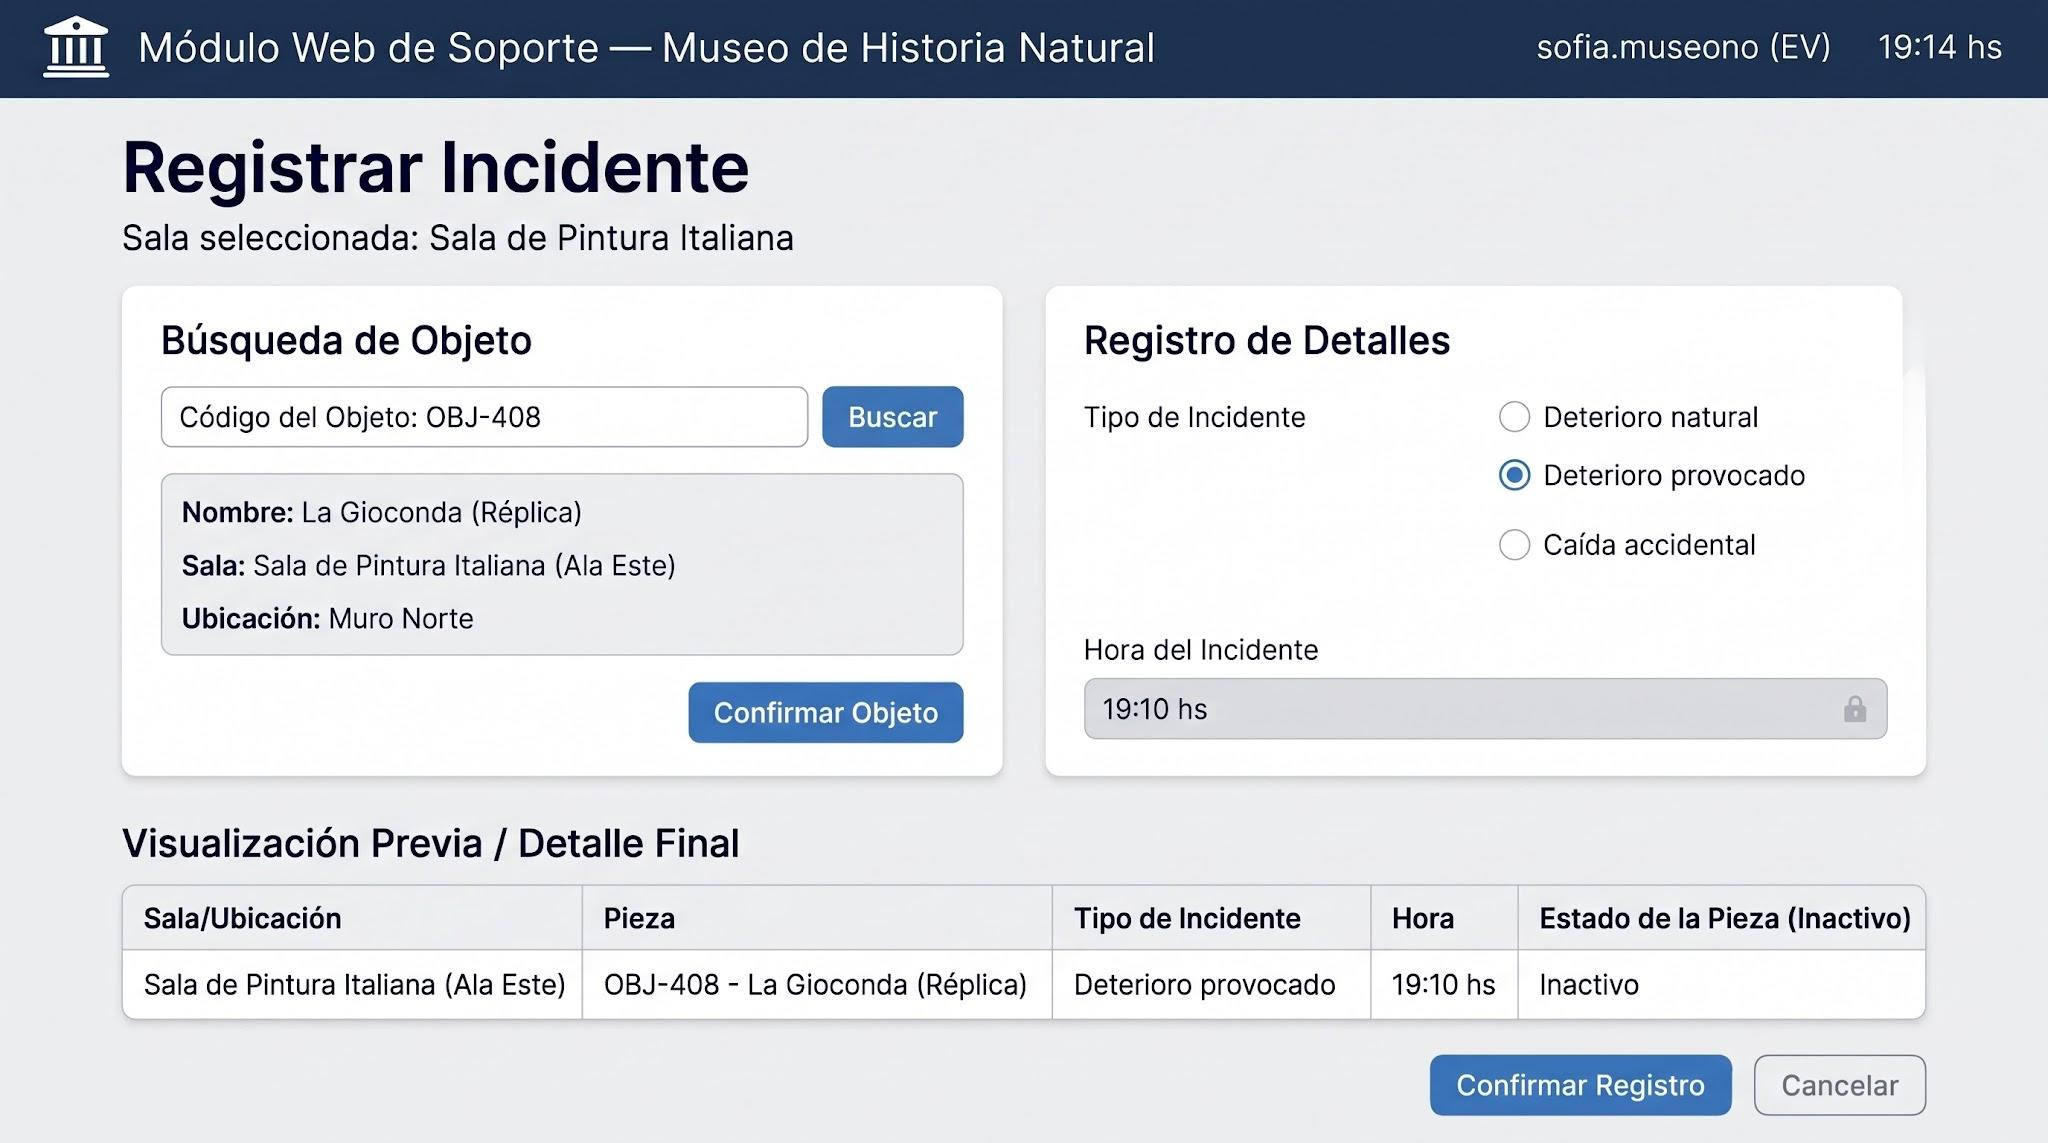 Módulo Web de Soporte — Museo de Historia Natural
sofia.museono (EV) 19:14 hs
Registrar Incidente
Sala seleccionada: Sala de Pintura Italiana
Búsqueda de Objeto
Código del Objeto: OBJ-408
Buscar
Nombre: La Gioconda (Réplica)
Sala: Sala de Pintura Italiana (Ala Este)
Ubicación: Muro Norte
Confirmar Objeto
Registro de Detalles
Tipo de Incidente
Deterioro natural
Deterioro provocado
Caída accidental
Hora del Incidente
19:10 hs
Visualización Previa / Detalle Final
Sala/Ubicación Pieza Tipo de Incidente Hora Estado de la Pieza (Inactivo)
Sala de Pintura Italiana (Ala Este) OBJ-408 - La Gioconda (Réplica) Deterioro provocado 19:10 hs Inactivo
Confirmar Registro Cancelar